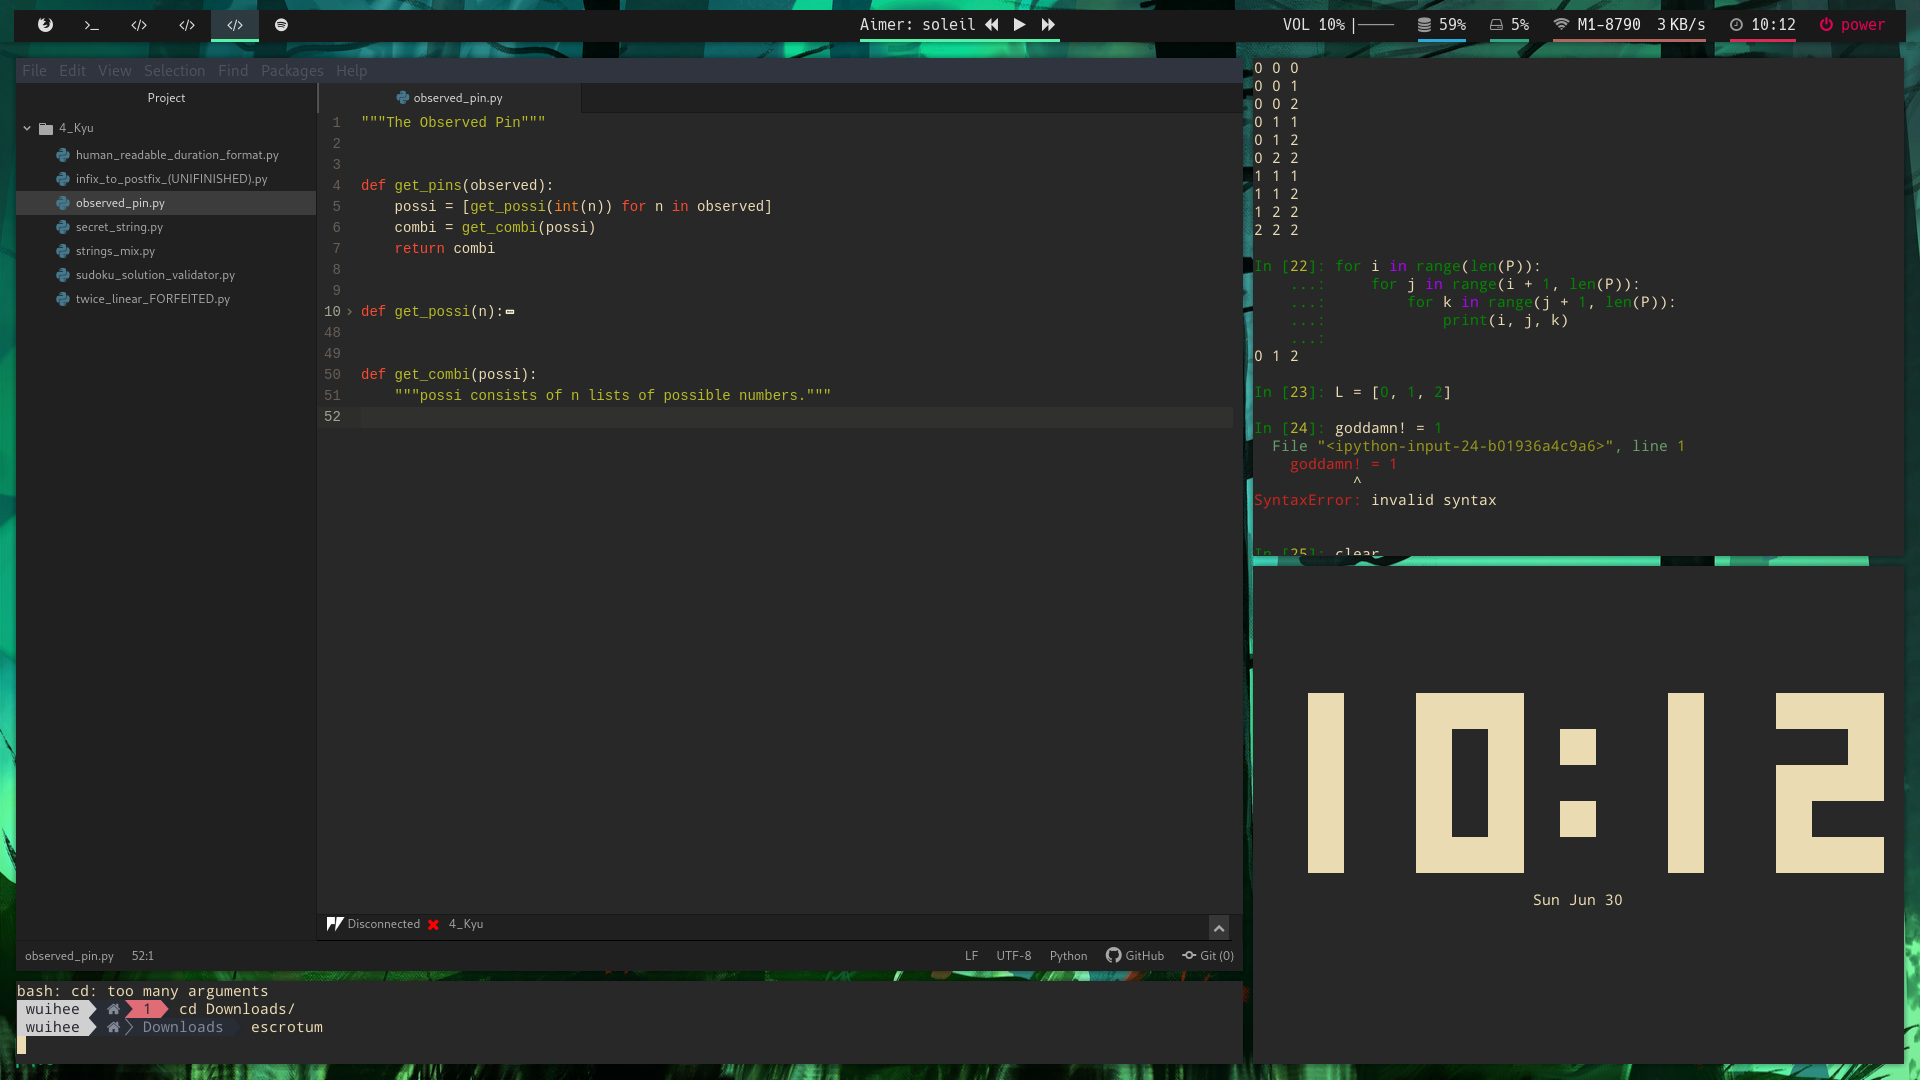 Aimer: soleil
VOL 10%
59%
5%
M1-8790 3 KB/s
10:12
power
File Edit View Selection Find Packages Help
Project
4_Kyu
human_readable_duration_format.py
infix_to_postfix_(UNIFINISHED).py
observed_pin.py
secret_string.py
strings_mix.py
sudoku_solution_validator.py
twice_linear_FORFEITED.py
observed_pin.py
1 """The Observed Pin"""
2
3
4 def get_pins(observed):
5 possi = [get_possi(int(n)) for n in observed]
6 combi = get_combi(possi)
7 return combi
8
9
10 def get_possi(n):
48
49
50 def get_combi(possi):
51 """possi consists of n lists of possible numbers."""
52
Disconnected 4_Kyu
observed_pin.py 52:1
LF UTF-8 Python GitHub Git (0)
bash: cd: too many arguments
wuihee 1 cd Downloads/
wuihee Downloads escrotum
0 0 0
0 0 1
0 0 2
0 1 1
0 1 2
0 2 2
1 1 1
1 1 2
1 2 2
2 2 2
In [22]: for i in range(len(P)):
...: for j in range(i + 1, len(P)):
...: for k in range(j + 1, len(P)):
...: print(i, j, k)
...:
0 1 2
In [23]: L = [0, 1, 2]
In [24]: goddamn! = 1
File "<ipython-input-24-b01936a4c9a6>", line 1
goddamn! = 1
^
SyntaxError: invalid syntax
In [25]: clear
10:12
Sun Jun 30